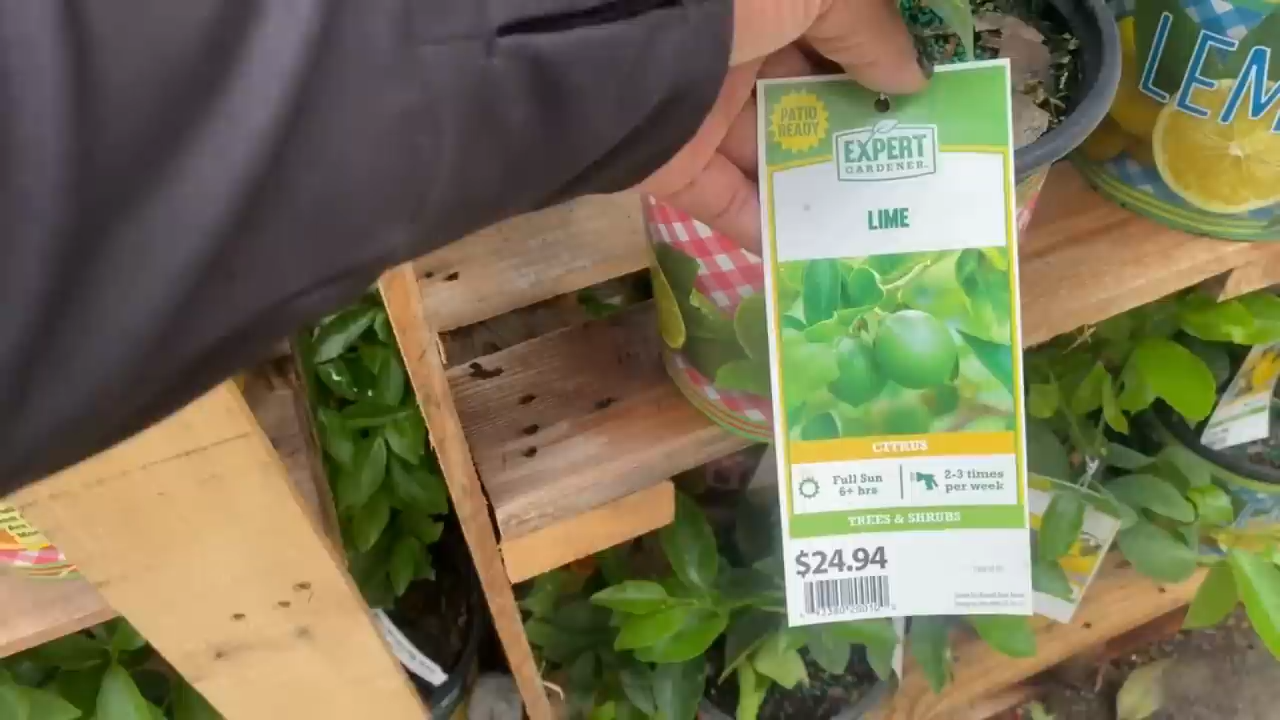 PATIO
READY
EXPERT
GARDENER
LIME
CITRUS
Full Sun
6+ hrs
2-3 times
per week
TREES & SHRUBS
$24.94
LEM